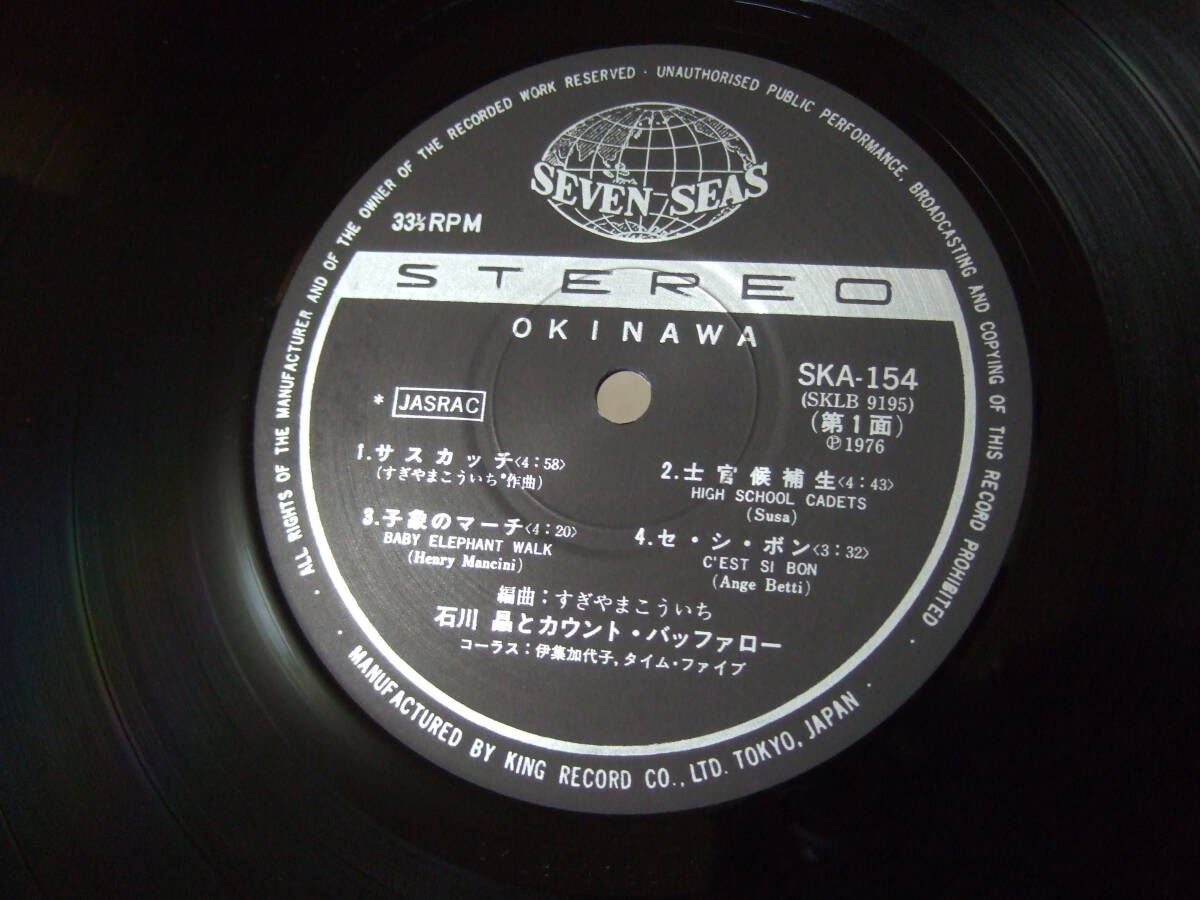 ALL RIGHTS OF THE MANUFACTURER AND OF THE OWNER OF THE RECORDED WORK RESERVED · UNAUTHORISED PUBLIC PERFORMANCE, BROADCASTING AND COPYING OF THIS RECORD PROHIBITED ·
SEVEN SEAS
33⅓RPM
STEREO
OKINAWA
SKA-154
(SKLB 9195)
(第1面)
℗1976
* JASRAC
1.サスカッチ〈4:58〉
(すぎやまこういち*作曲)
2.士官候補生〈4:43〉
HIGH SCHOOL CADETS
(Susa)
3.子象のマーチ〈4:20〉
BABY ELEPHANT WALK
(Henry Mancini)
4.セ・シ・ボン〈3:32〉
C'EST SI BON
(Ange Betti)
編曲:すぎやまこういち
石川 晶とカウント・バッファロー
コーラス:伊集加代子,タイム・ファイブ
· MANUFACTURED BY KING RECORD CO., LTD. TOKYO, JAPAN ·